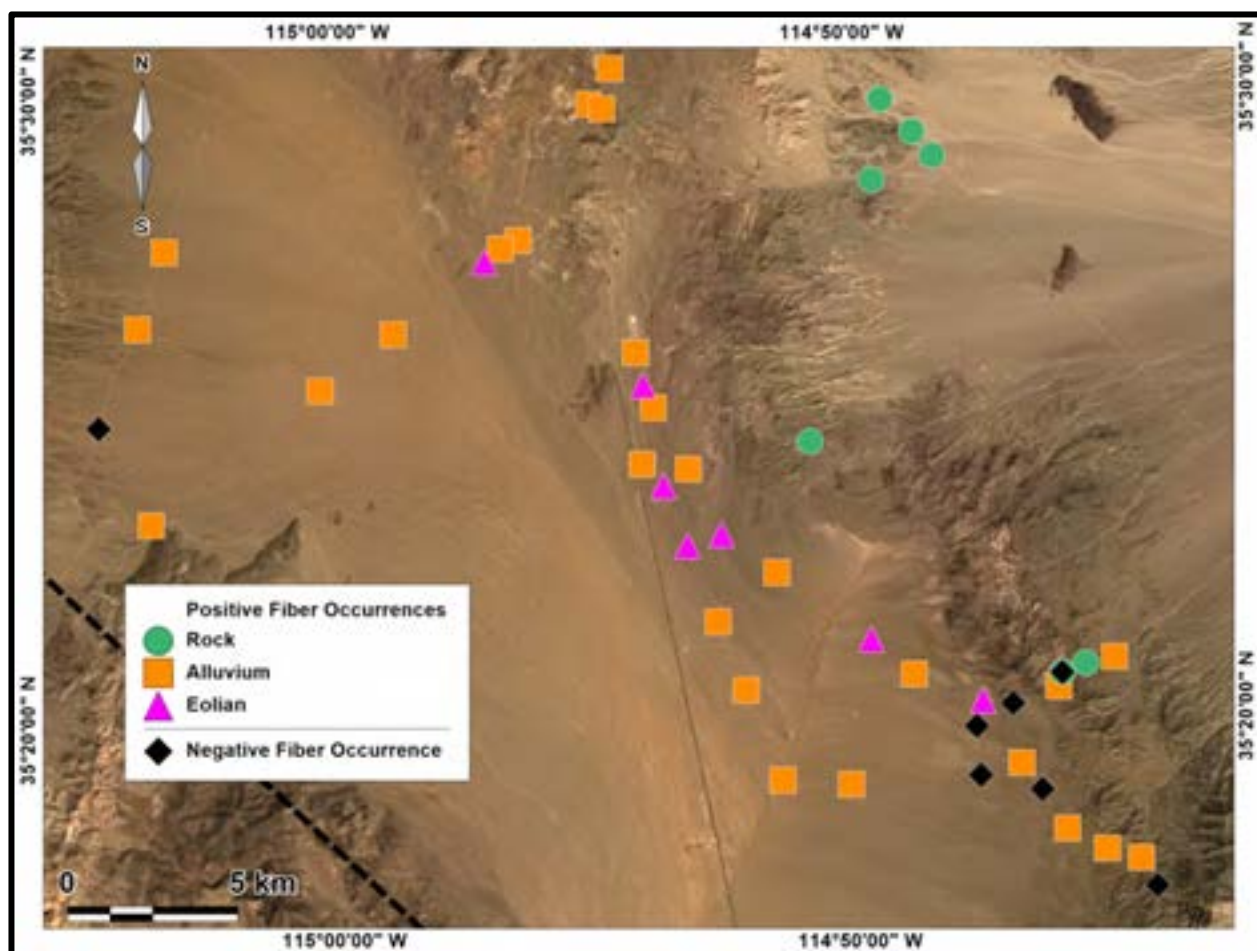 115°00'00" W 114°50'00" W
35°30'00" N
35°30'00" N
N
S
Positive Fiber Occurrences
Rock
Alluvium
Eolian
Negative Fiber Occurrence
35°20'00" N
35°20'00" N
0 5 km
115°00'00" W 114°50'00" W